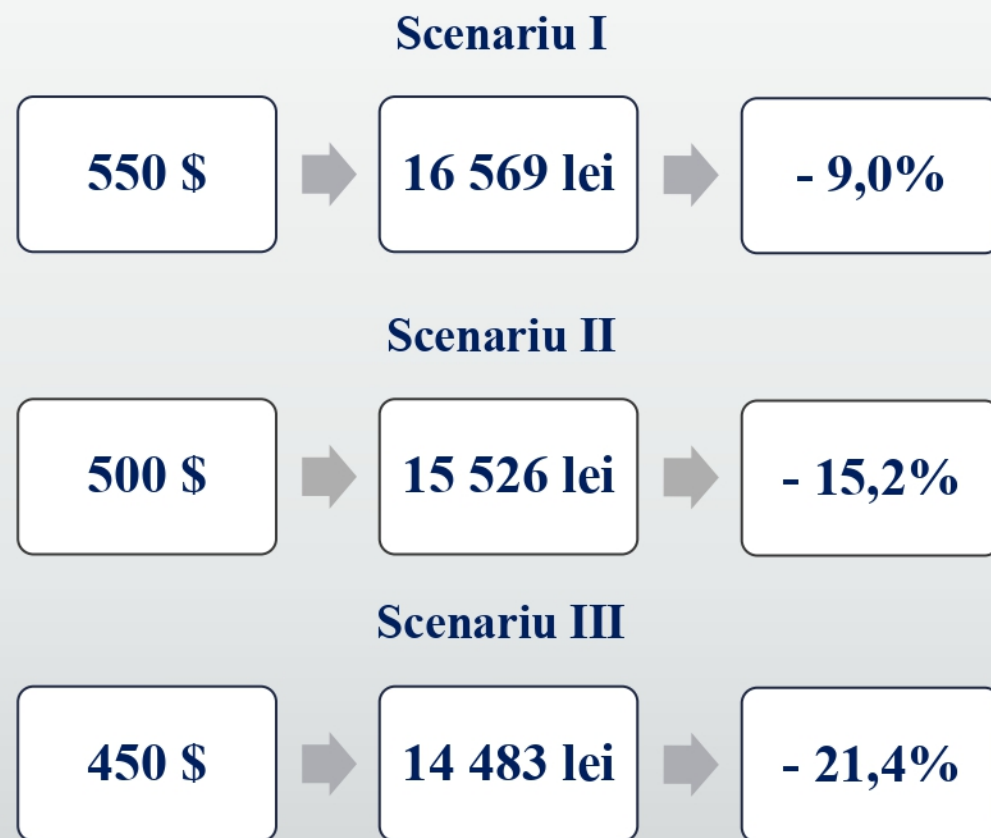 Scenariu I
550 $
16 569 lei
- 9,0%
Scenariu II
500 $
15 526 lei
- 15,2%
Scenariu III
450 $
14 483 lei
- 21,4%